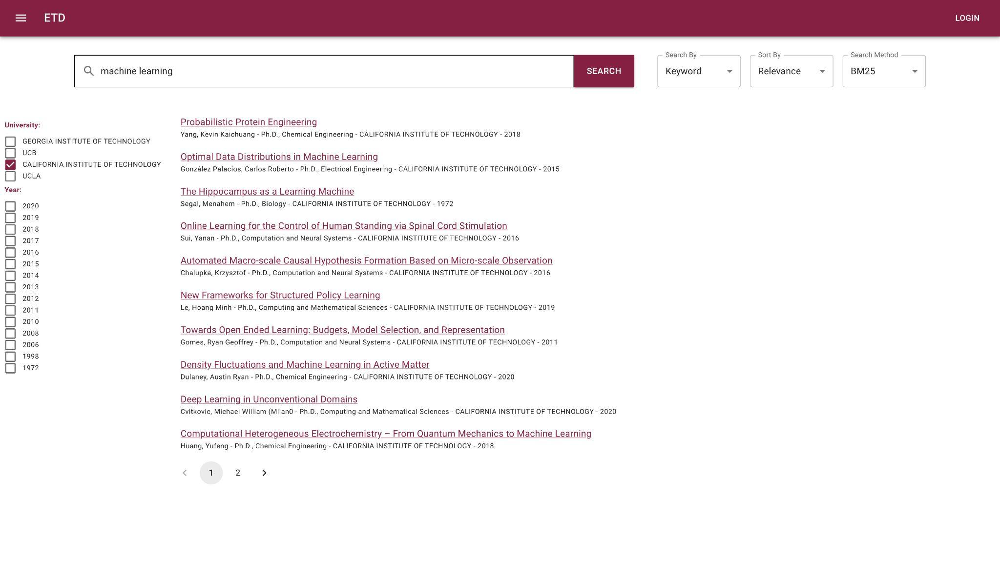 ETD
LOGIN
machine learning
SEARCH
Search By
Keyword
Sort By
Relevance
Search Method
BM25
University:
GEORGIA INSTITUTE OF TECHNOLOGY
UCB
CALIFORNIA INSTITUTE OF TECHNOLOGY
UCLA
Year:
2020
2019
2018
2017
2016
2015
2014
2013
2012
2011
2010
2008
2006
1998
1972
Probabilistic Protein Engineering
Yang, Kevin Kaichuang - Ph.D., Chemical Engineering - CALIFORNIA INSTITUTE OF TECHNOLOGY - 2018
Optimal Data Distributions in Machine Learning
González Palacios, Carlos Roberto - Ph.D., Electrical Engineering - CALIFORNIA INSTITUTE OF TECHNOLOGY - 2015
The Hippocampus as a Learning Machine
Segal, Menahem - Ph.D., Biology - CALIFORNIA INSTITUTE OF TECHNOLOGY - 1972
Online Learning for the Control of Human Standing via Spinal Cord Stimulation
Sui, Yanan - Ph.D., Computation and Neural Systems - CALIFORNIA INSTITUTE OF TECHNOLOGY - 2016
Automated Macro-scale Causal Hypothesis Formation Based on Micro-scale Observation
Chalupka, Krzysztof - Ph.D., Computation and Neural Systems - CALIFORNIA INSTITUTE OF TECHNOLOGY - 2016
New Frameworks for Structured Policy Learning
Le, Hoang Minh - Ph.D., Computing and Mathematical Sciences - CALIFORNIA INSTITUTE OF TECHNOLOGY - 2019
Towards Open Ended Learning: Budgets, Model Selection, and Representation
Gomes, Ryan Geoffrey - Ph.D., Computation and Neural Systems - CALIFORNIA INSTITUTE OF TECHNOLOGY - 2011
Density Fluctuations and Machine Learning in Active Matter
Dulaney, Austin Ryan - Ph.D., Chemical Engineering - CALIFORNIA INSTITUTE OF TECHNOLOGY - 2020
Deep Learning in Unconventional Domains
Cvitkovic, Michael William (Milan0 - Ph.D., Computing and Mathematical Sciences - CALIFORNIA INSTITUTE OF TECHNOLOGY - 2020
Computational Heterogeneous Electrochemistry – From Quantum Mechanics to Machine Learning
Huang, Yufeng - Ph.D., Chemical Engineering - CALIFORNIA INSTITUTE OF TECHNOLOGY - 2018
1 2